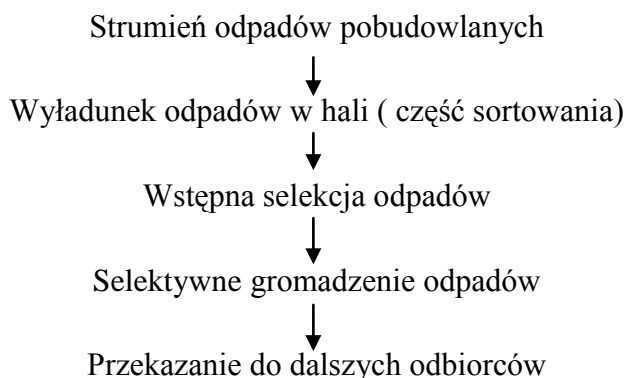 Strumień odpadów pobudowlanych
Wyładunek odpadów w hali ( część sortowania)
Wstępna selekcja odpadów
Selektywne gromadzenie odpadów
Przekazanie do dalszych odbiorców